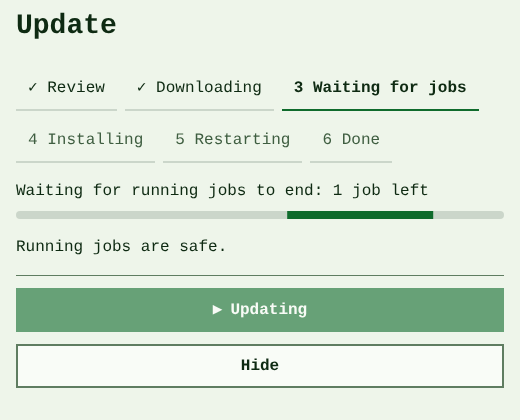 Update
✓ Review ✓ Downloading 3 Waiting for jobs
4 Installing 5 Restarting 6 Done
Waiting for running jobs to end: 1 job left
Running jobs are safe.
▶ Updating
Hide